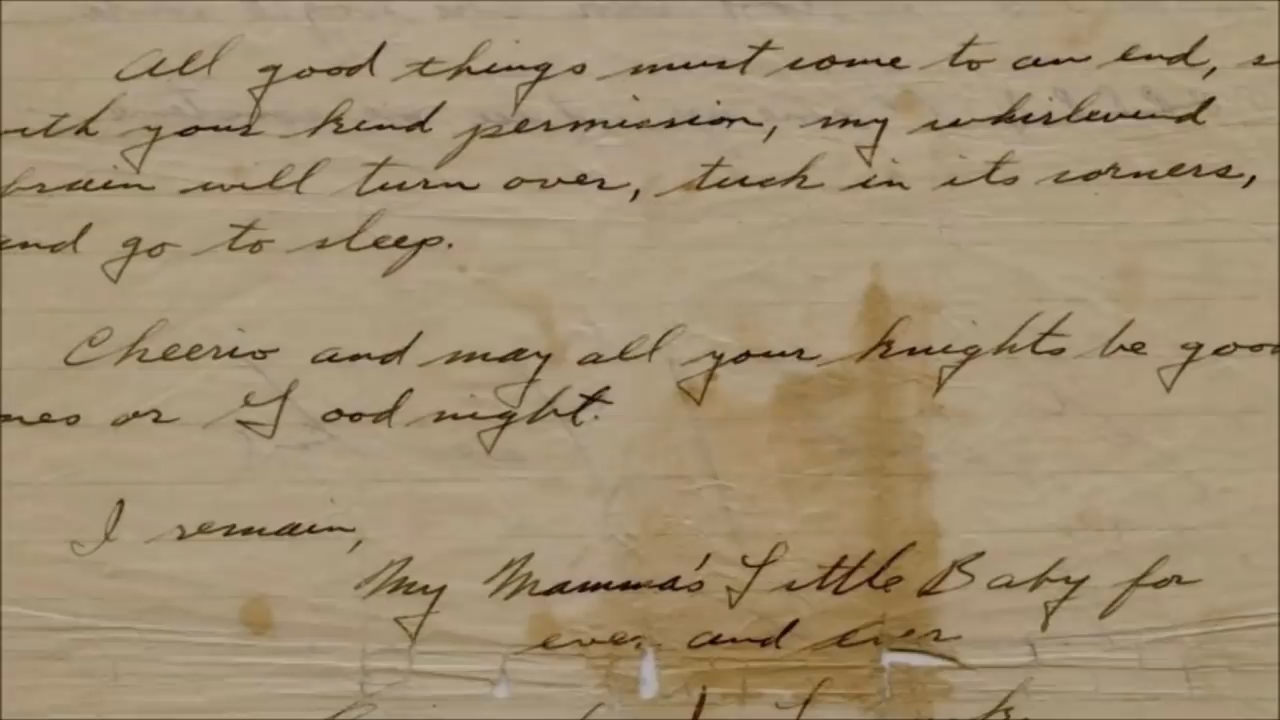 All good things must come to an end, s
ith your kind permission, my whirlwind
brain will turn over, tuck in its corners,
and go to sleep.
Cheerio and may all your knights be good
nes or Good night.
I remain,
My Mamma's Little Baby for
ever and ever